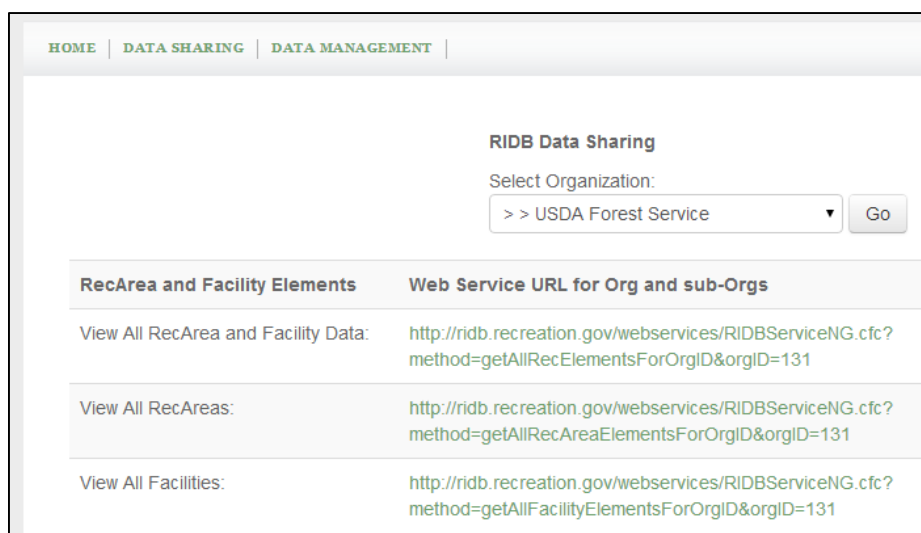 HOME | DATA SHARING | DATA MANAGEMENT |
RIDB Data Sharing
Select Organization:
> > USDA Forest Service ▼ Go
RecArea and Facility Elements Web Service URL for Org and sub-Orgs
View All RecArea and Facility Data: http://ridb.recreation.gov/webservices/RIDBServiceNG.cfc?
method=getAllRecElementsForOrgID&orgID=131
View All RecAreas: http://ridb.recreation.gov/webservices/RIDBServiceNG.cfc?
method=getAllRecAreaElementsForOrgID&orgID=131
View All Facilities: http://ridb.recreation.gov/webservices/RIDBServiceNG.cfc?
method=getAllFacilityElementsForOrgID&orgID=131